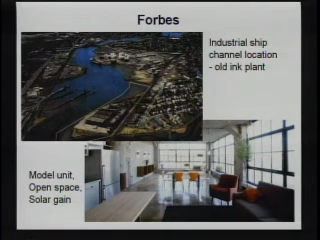 Forbes
Industrial ship
channel location
- old ink plant
Model unit,
Open space,
Solar gain